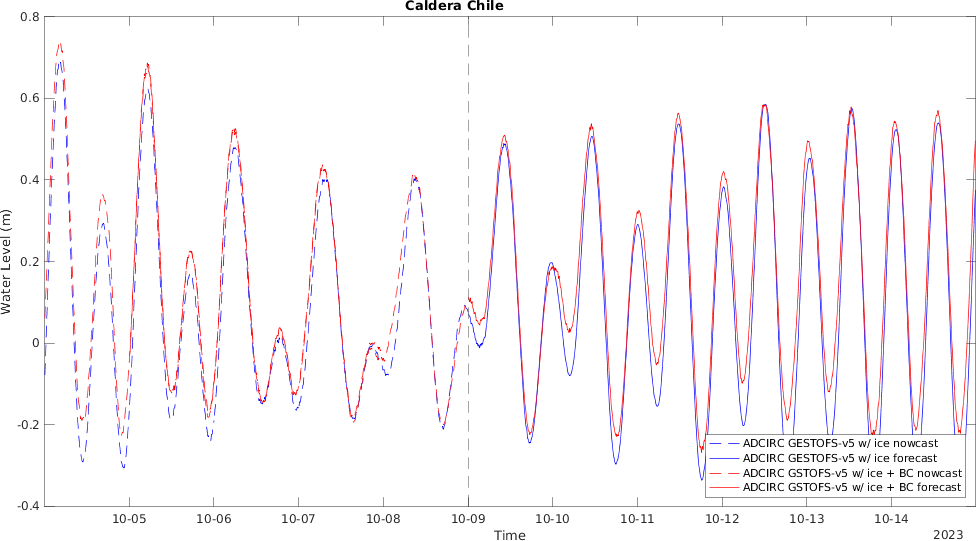 Caldera Chile
0.8
0.6
0.4
0.2
0
-0.2
-0.4
Water Level (m)
ADCIRC GESTOFS-v5 w/ ice nowcast
ADCIRC GESTOFS-v5 w/ ice forecast
ADCIRC GSTOFS-v5 w/ ice + BC nowcast
ADCIRC GSTOFS-v5 w/ ice + BC forecast
10-05 10-06 10-07 10-08 10-09 10-10 10-11 10-12 10-13 10-14
Time
2023